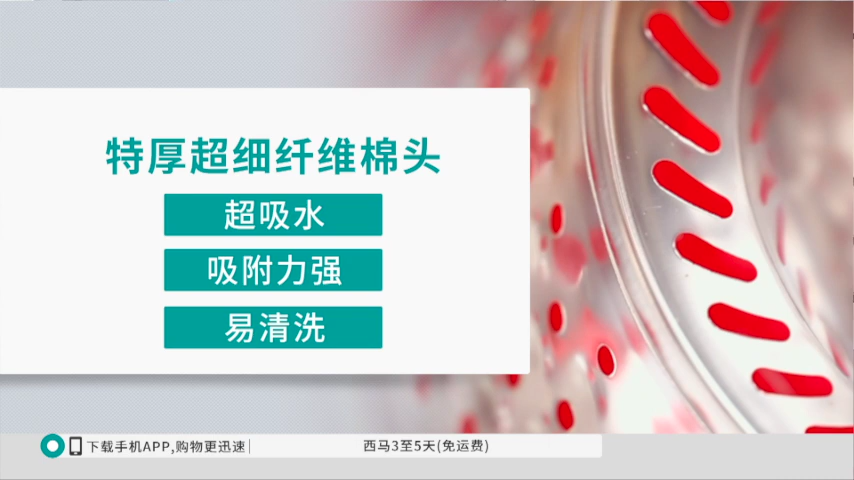 特厚超细纤维棉头
超吸水
吸附力强
易清洗
下载手机APP,购物更迅速
西马3至5天(免运费)